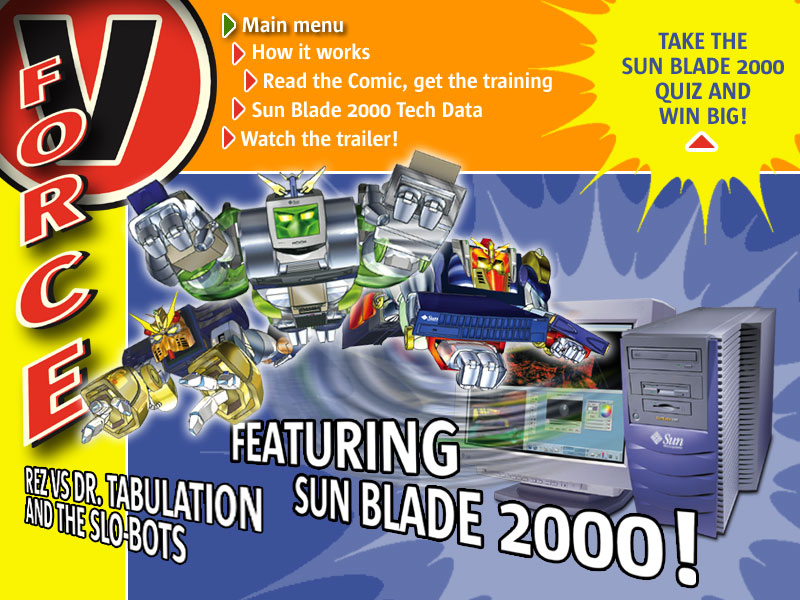 V
FORCE
Main menu
How it works
Read the Comic, get the training
Sun Blade 2000 Tech Data
Watch the trailer!
TAKE THE
SUN BLADE 2000
QUIZ AND
WIN BIG!
Sun
Sun
FEATURING
SUN BLADE 2000!
REZ VS DR. TABULATION
AND THE SLO-BOTS